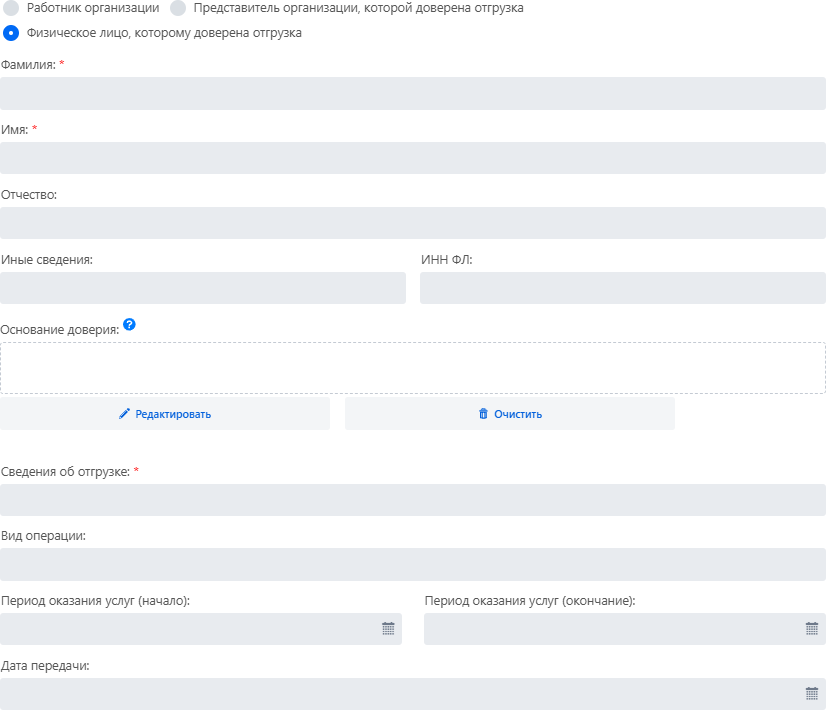 Работник организации Представитель организации, которой доверена отгрузка
Физическое лицо, которому доверена отгрузка
Фамилия: *
Имя: *
Отчество:
Иные сведения: ИНН ФЛ:
Основание доверия: ?
Редактировать Очистить
Сведения об отгрузке: *
Вид операции:
Период оказания услуг (начало): Период оказания услуг (окончание):
Дата передачи: